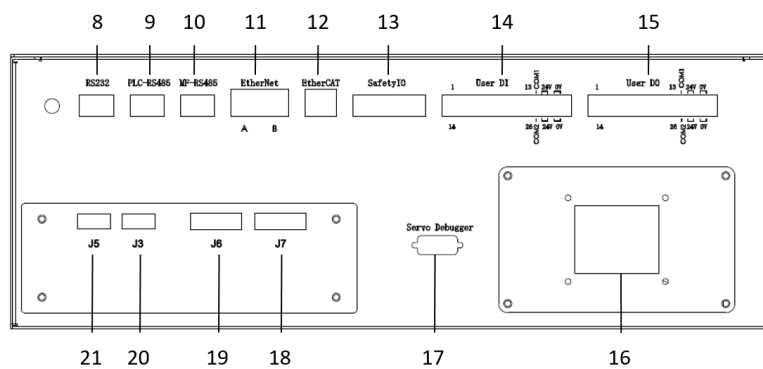 8 9 10 11 12 13 14 15
RS232 PLC-RS485 MF-RS485 EtherNet EtherCAT SafetyIO User DI User DO
1 13 COM1 24V 0V 1 13 COM3 24V 0V
A B 14 26 COM2 24V 0V 14 26 COM2 24V 0V
Servo Debugger
J5 J3 J6 J7
21 20 19 18 17 16